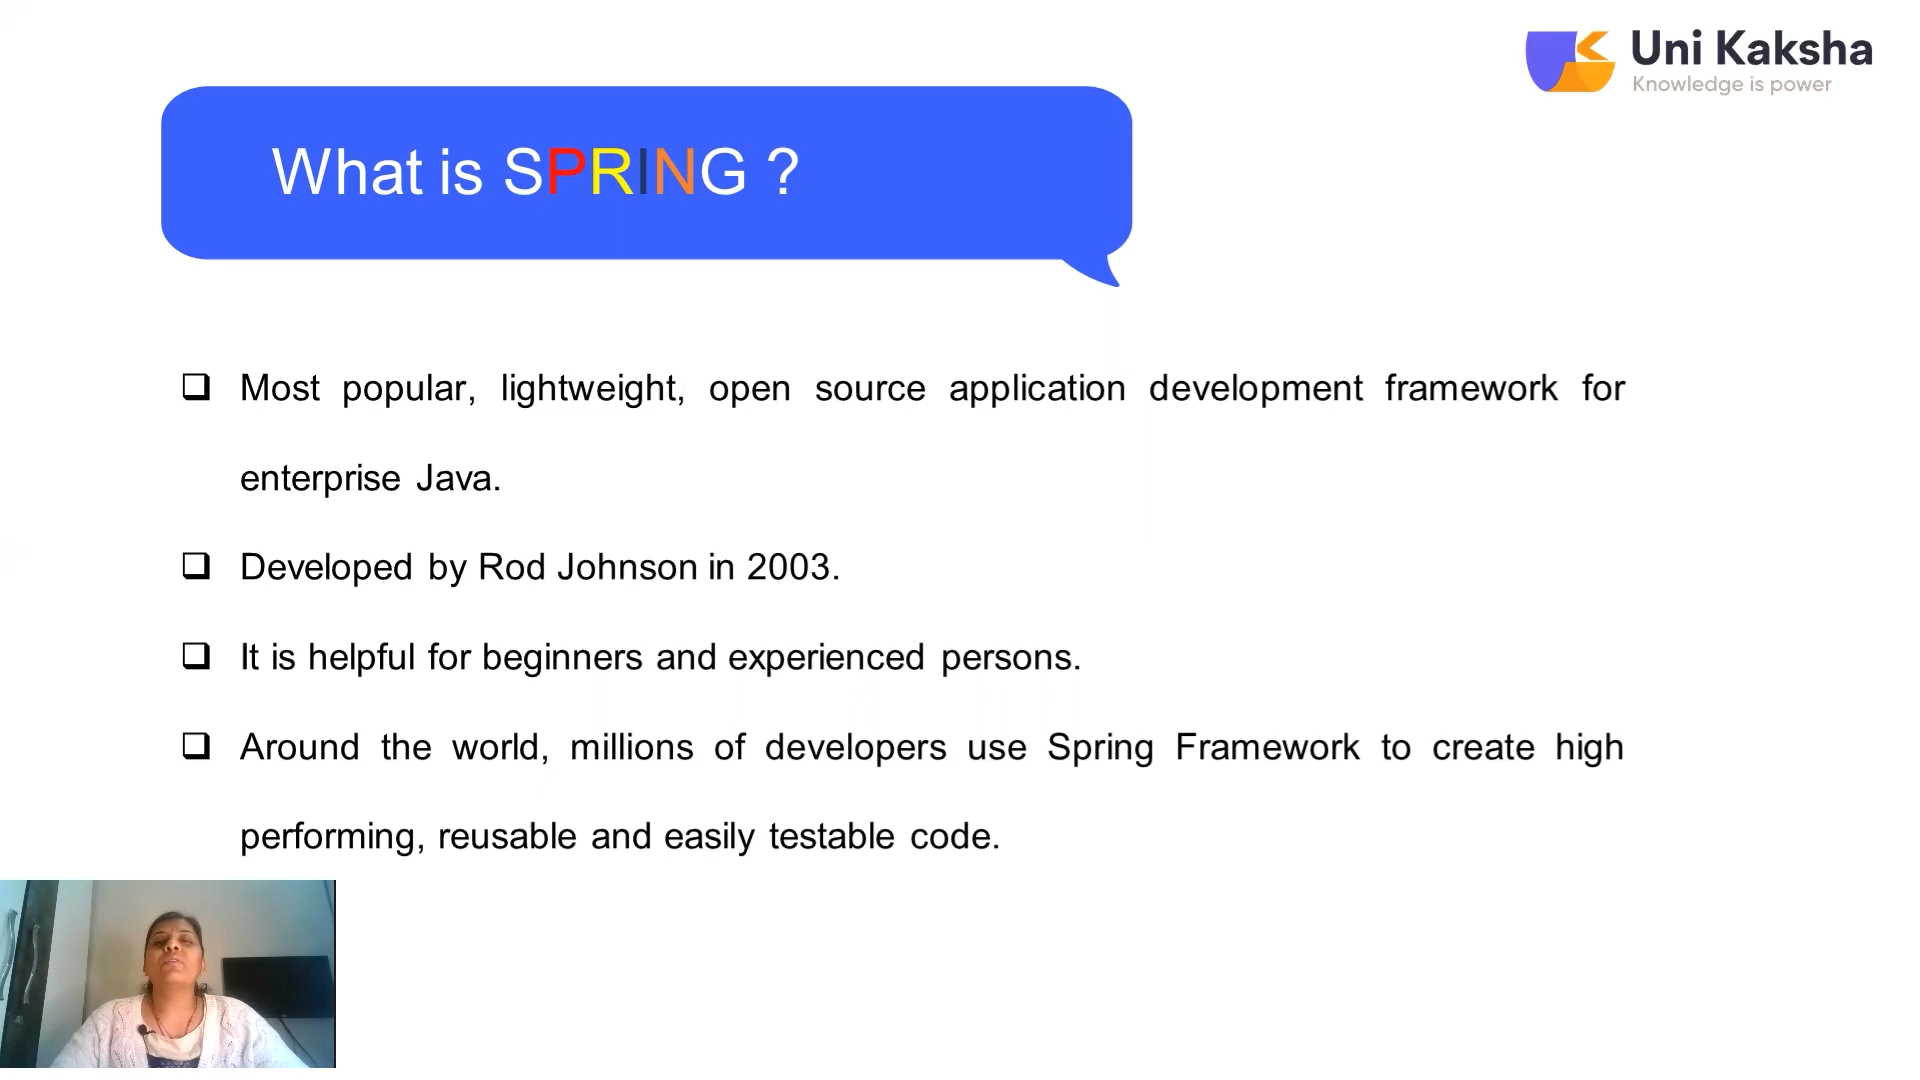 Uni Kaksha
Knowledge is power
What is SPRING ?
Most popular, lightweight, open source application development framework for
enterprise Java.
Developed by Rod Johnson in 2003.
It is helpful for beginners and experienced persons.
Around the world, millions of developers use Spring Framework to create high
performing, reusable and easily testable code.